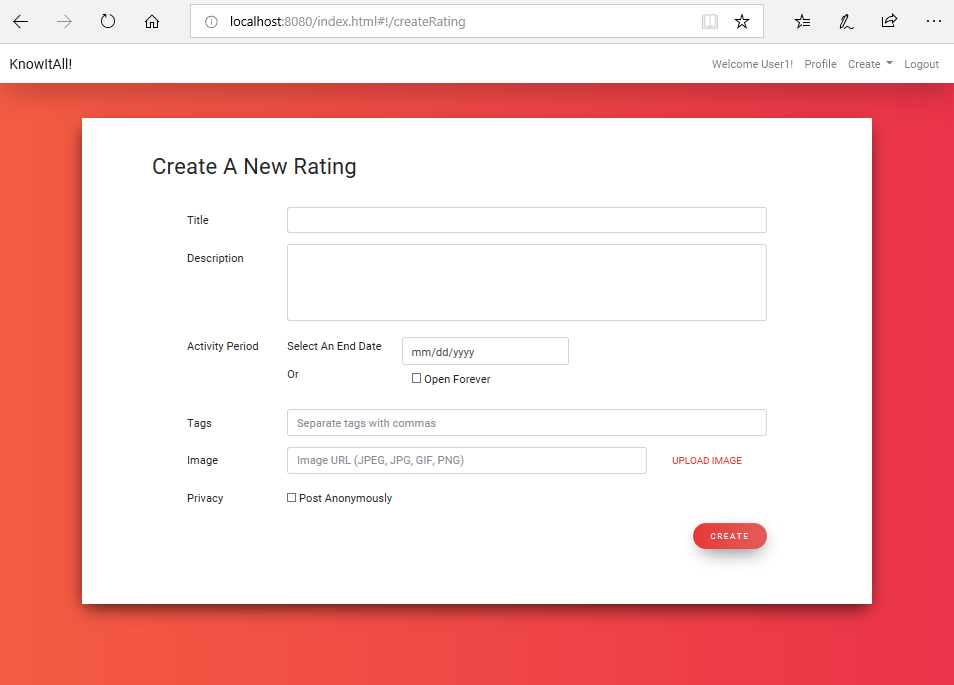 localhost:8080/index.html#!/createRating
KnowItAll!
Welcome User1! Profile Create Logout
Create A New Rating
Title
Description
Activity Period Select An End Date mm/dd/yyyy
Or Open Forever
Tags Separate tags with commas
Image Image URL (JPEG, JPG, GIF, PNG) UPLOAD IMAGE
Privacy Post Anonymously
CREATE